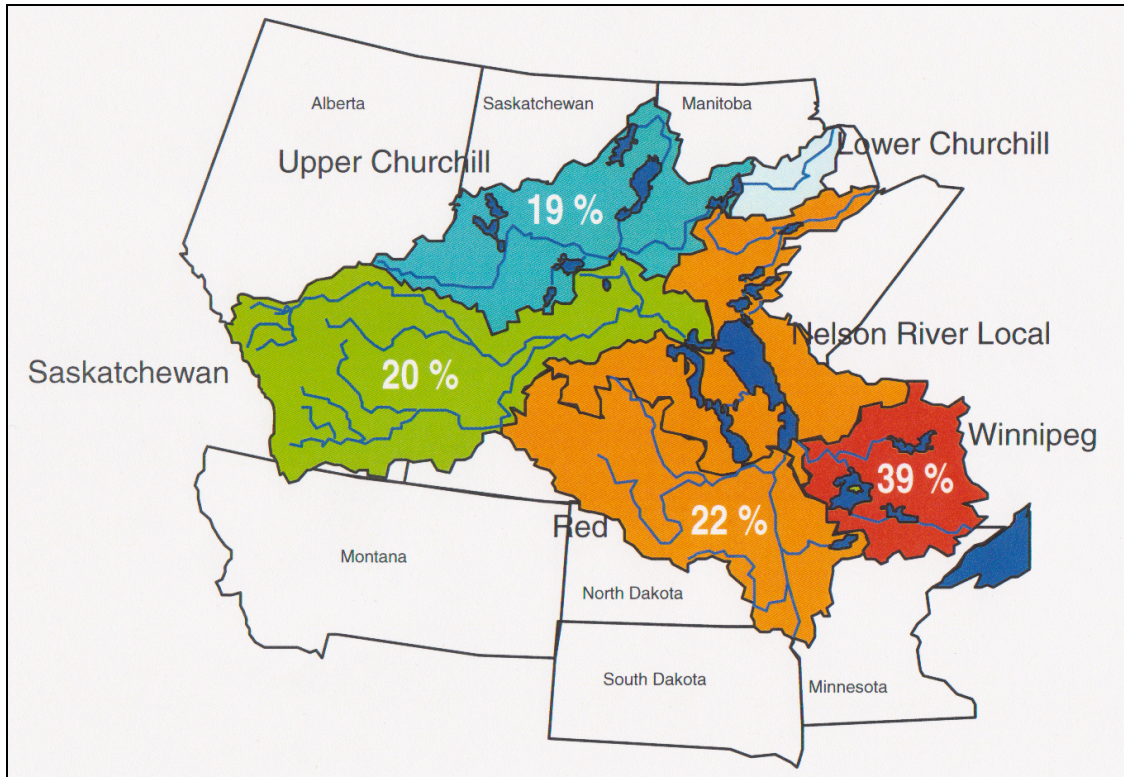 Alberta
Saskatchewan
Manitoba
Lower Churchill
Upper Churchill
19 %
Nelson River Local
Saskatchewan
20 %
Winnipeg
39 %
Red
22 %
Montana
North Dakota
South Dakota
Minnesota